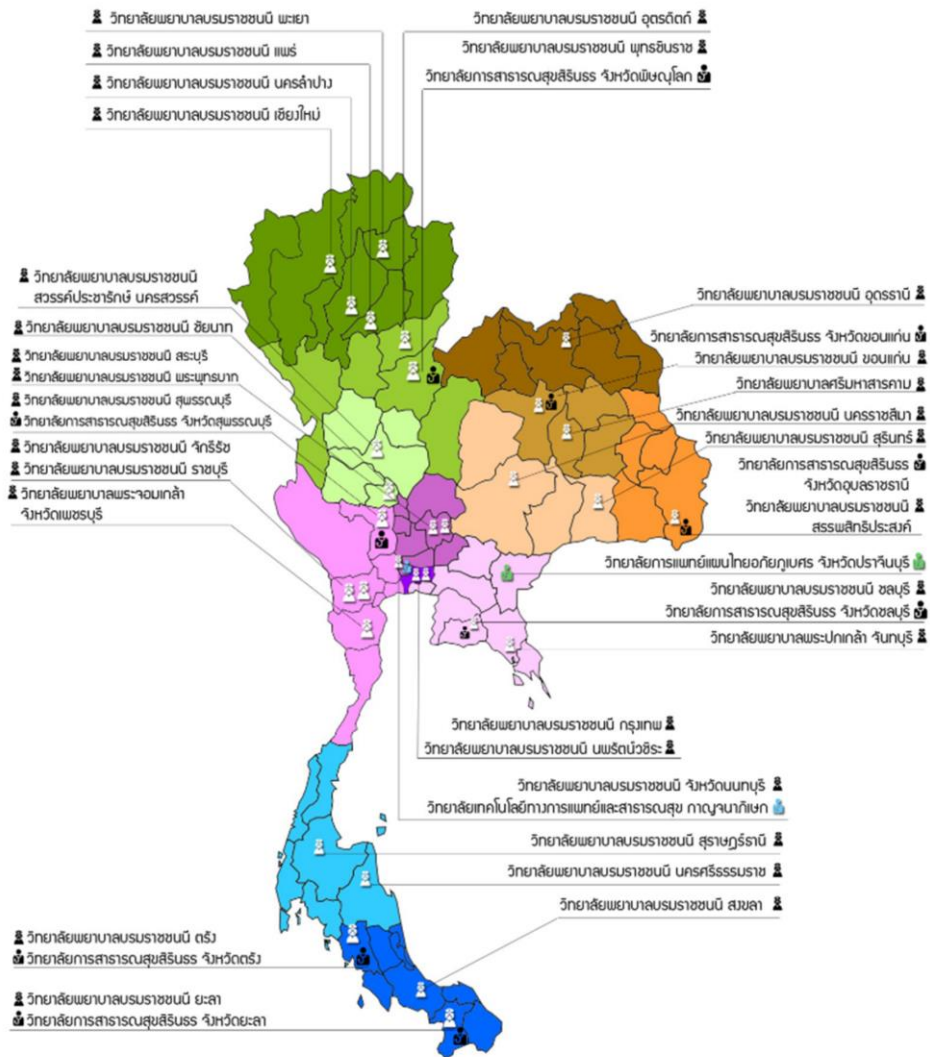 วิทยาลัยพยาบาลบรมราชชนนี พะเยา
วิทยาลัยพยาบาลบรมราชชนนี แพร่
วิทยาลัยพยาบาลบรมราชชนนี นครลำปาง
วิทยาลัยพยาบาลบรมราชชนนี เชียงใหม่
วิทยาลัยพยาบาลบรมราชชนนี อุตรดิตถ์
วิทยาลัยพยาบาลบรมราชชนนี พุทธชินราช
วิทยาลัยการสาธารณสุขสิรินธร จังหวัดพิษณุโลก
วิทยาลัยพยาบาลบรมราชชนนี
สวรรค์ประชารักษ์ นครสวรรค์
วิทยาลัยพยาบาลบรมราชชนนี ชัยนาท
วิทยาลัยพยาบาลบรมราชชนนี สระบุรี
วิทยาลัยพยาบาลบรมราชชนนี พระพุทธบาท
วิทยาลัยพยาบาลบรมราชชนนี สุพรรณบุรี
วิทยาลัยการสาธารณสุขสิรินธร จังหวัดสุพรรณบุรี
วิทยาลัยพยาบาลบรมราชชนนี จักรีรัช
วิทยาลัยพยาบาลบรมราชชนนี ราชบุรี
วิทยาลัยพยาบาลพระจอมเกล้า
จังหวัดเพชรบุรี
วิทยาลัยพยาบาลบรมราชชนนี อุดรธานี
วิทยาลัยการสาธารณสุขสิรินธร จังหวัดขอนแก่น
วิทยาลัยพยาบาลบรมราชชนนี ขอนแก่น
วิทยาลัยพยาบาลศรีมหาสารคาม
วิทยาลัยพยาบาลบรมราชชนนี นครราชสีมา
วิทยาลัยพยาบาลบรมราชชนนี สุรินทร์
วิทยาลัยการสาธารณสุขสิรินธร
จังหวัดอุบลราชธานี
วิทยาลัยพยาบาลบรมราชชนนี
สรรพสิทธิประสงค์
วิทยาลัยการแพทย์แผนไทยอภัยภูเบศร จังหวัดปราจีนบุรี
วิทยาลัยพยาบาลบรมราชชนนี ชลบุรี
วิทยาลัยการสาธารณสุขสิรินธร จังหวัดชลบุรี
วิทยาลัยพยาบาลพระปกเกล้า จันทบุรี
วิทยาลัยพยาบาลบรมราชชนนี กรุงเทพ
วิทยาลัยพยาบาลบรมราชชนนี นพรัตน์วชิระ
วิทยาลัยพยาบาลบรมราชชนนี จังหวัดนนทบุรี
วิทยาลัยเทคโนโลยีทางการแพทย์และสาธารณสุข กาญจนาภิเษก
วิทยาลัยพยาบาลบรมราชชนนี สุราษฎร์ธานี
วิทยาลัยพยาบาลบรมราชชนนี นครศรีธรรมราช
วิทยาลัยพยาบาลบรมราชชนนี สงขลา
วิทยาลัยพยาบาลบรมราชชนนี ตรัง
วิทยาลัยการสาธารณสุขสิรินธร จังหวัดตรัง
วิทยาลัยพยาบาลบรมราชชนนี ยะลา
วิทยาลัยการสาธารณสุขสิรินธร จังหวัดยะลา